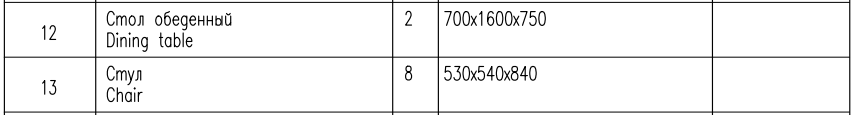 12 Стол обеденный 2 700x1600x750
Dining table
13 Стул 8 530x540x840
Chair